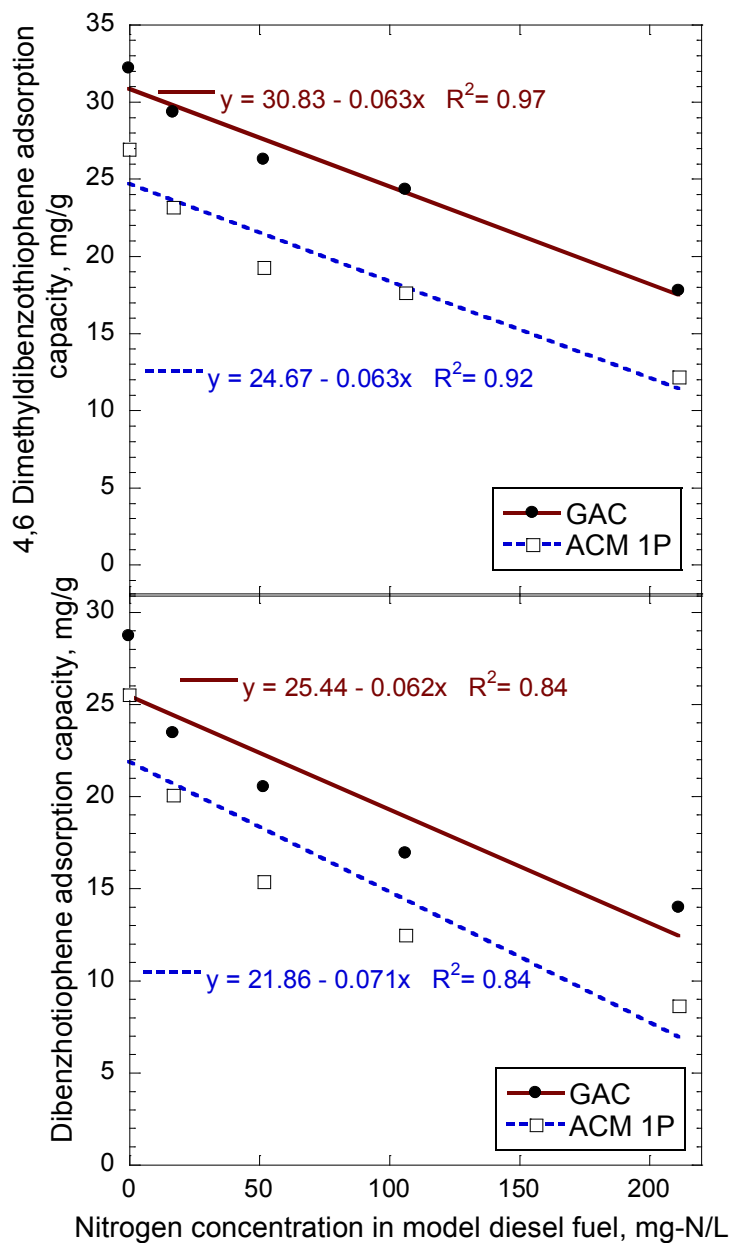 4,6 Dimethyldibenzothiophene adsorption
capacity, mg/g
35
30
25
20
15
10
5
0
y = 30.83 - 0.063x R²= 0.97
y = 24.67 - 0.063x R²= 0.92
GAC
ACM 1P
Dibenzhotiophene adsorption capacity, mg/g
30
25
20
15
10
5
0
y = 25.44 - 0.062x R²= 0.84
y = 21.86 - 0.071x R²= 0.84
GAC
ACM 1P
0 50 100 150 200
Nitrogen concentration in model diesel fuel, mg-N/L